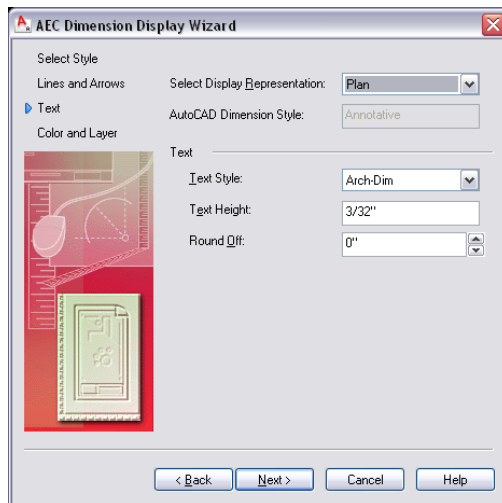 AEC Dimension Display Wizard
Select Style
Lines and Arrows
Text
Color and Layer
Select Display Representation: Plan
AutoCAD Dimension Style: Annotative
Text
Text Style: Arch-Dim
Text Height: 3/32"
Round Off: 0"
< Back Next > Cancel Help